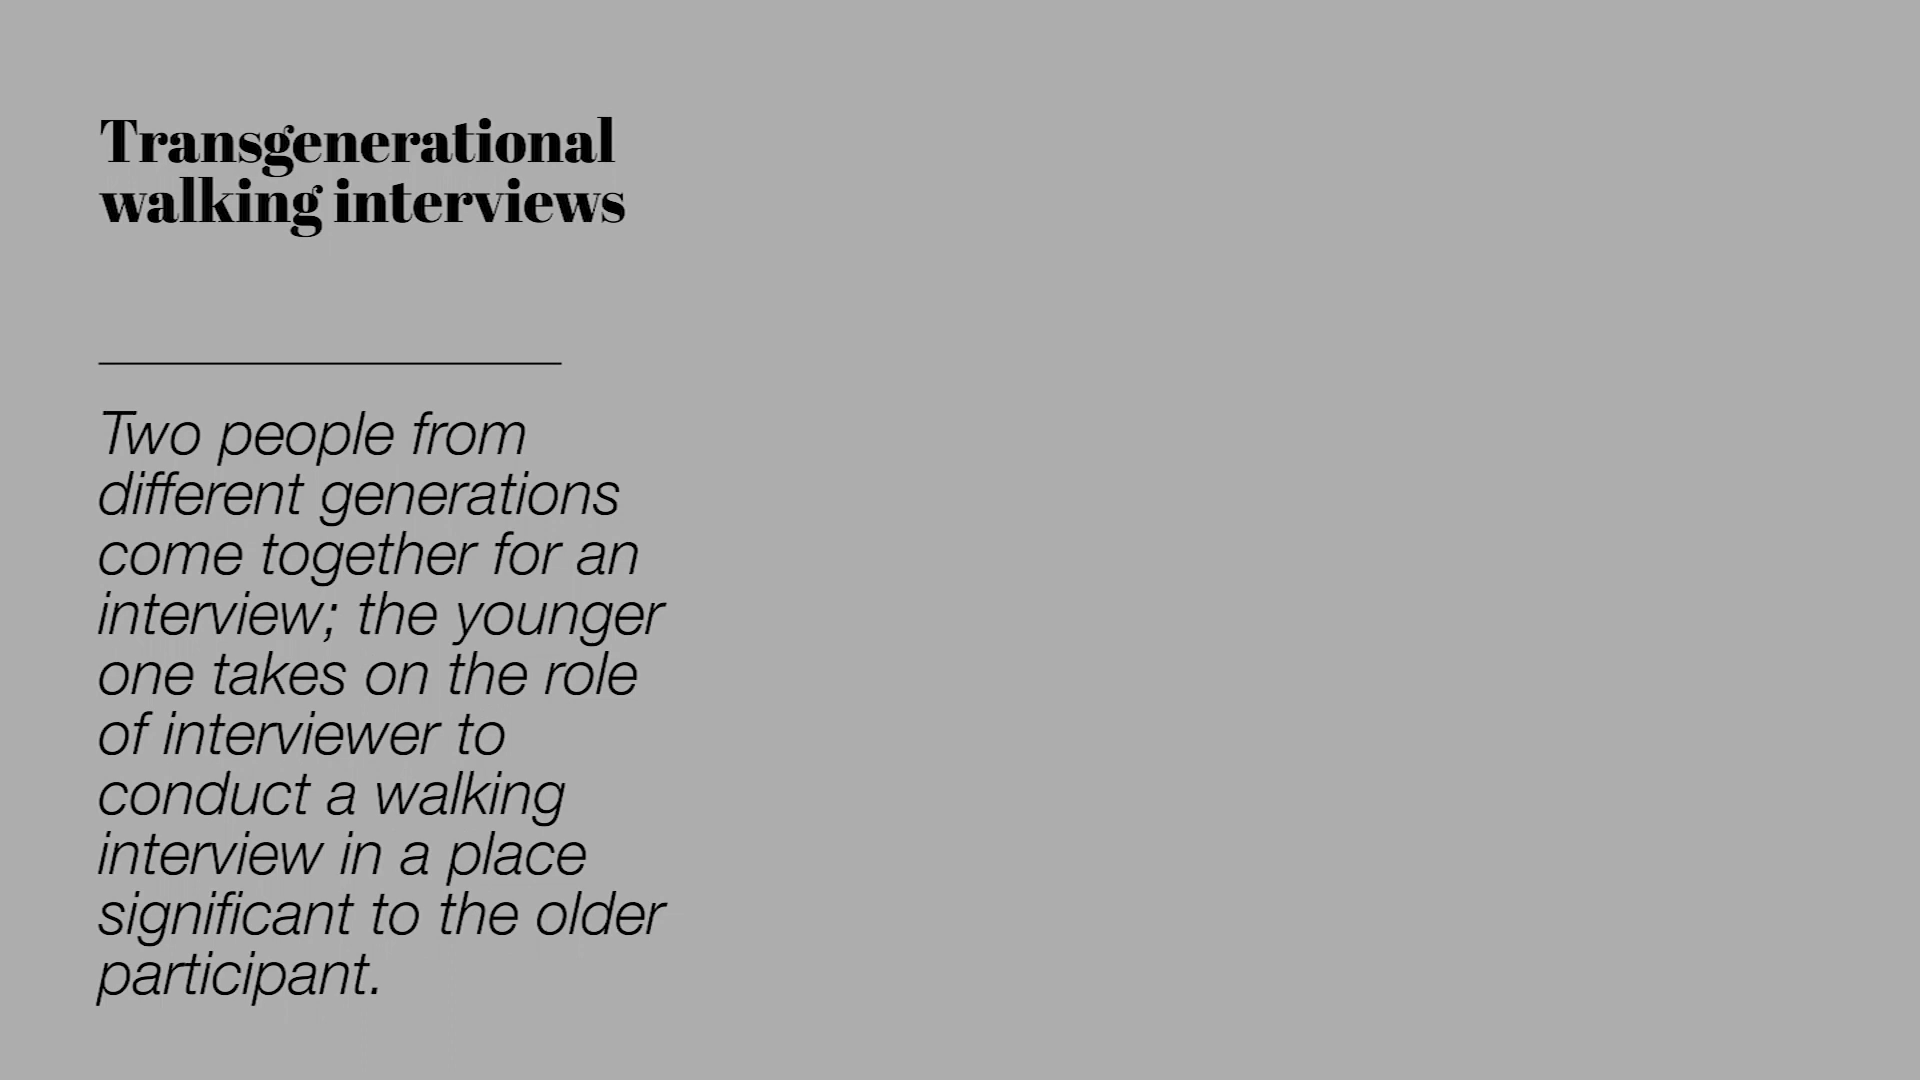 Transgenerational
walking interviews
Two people from
different generations
come together for an
interview; the younger
one takes on the role
of interviewer to
conduct a walking
interview in a place
significant to the older
participant.